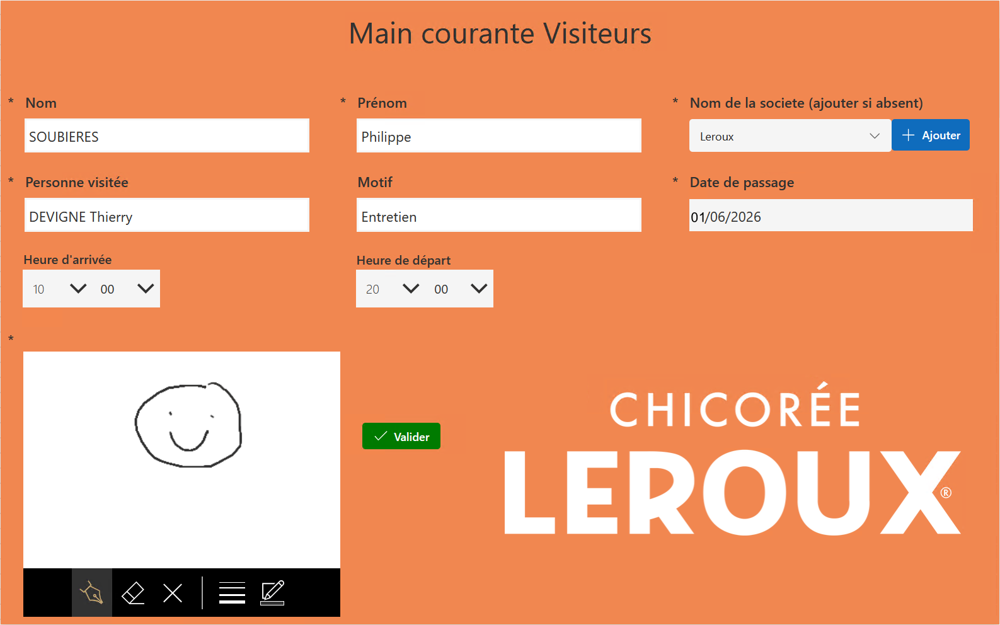 Main courante Visiteurs
* Nom
* Prénom
* Nom de la societe (ajouter si absent)
SOUBIERES
Philippe
Leroux
Ajouter
* Personne visitée
Motif
* Date de passage
DEVIGNE Thierry
Entretien
01/06/2026
Heure d'arrivée
Heure de départ
10 00
20 00
*
Valider
CHICORÉE
LEROUX®